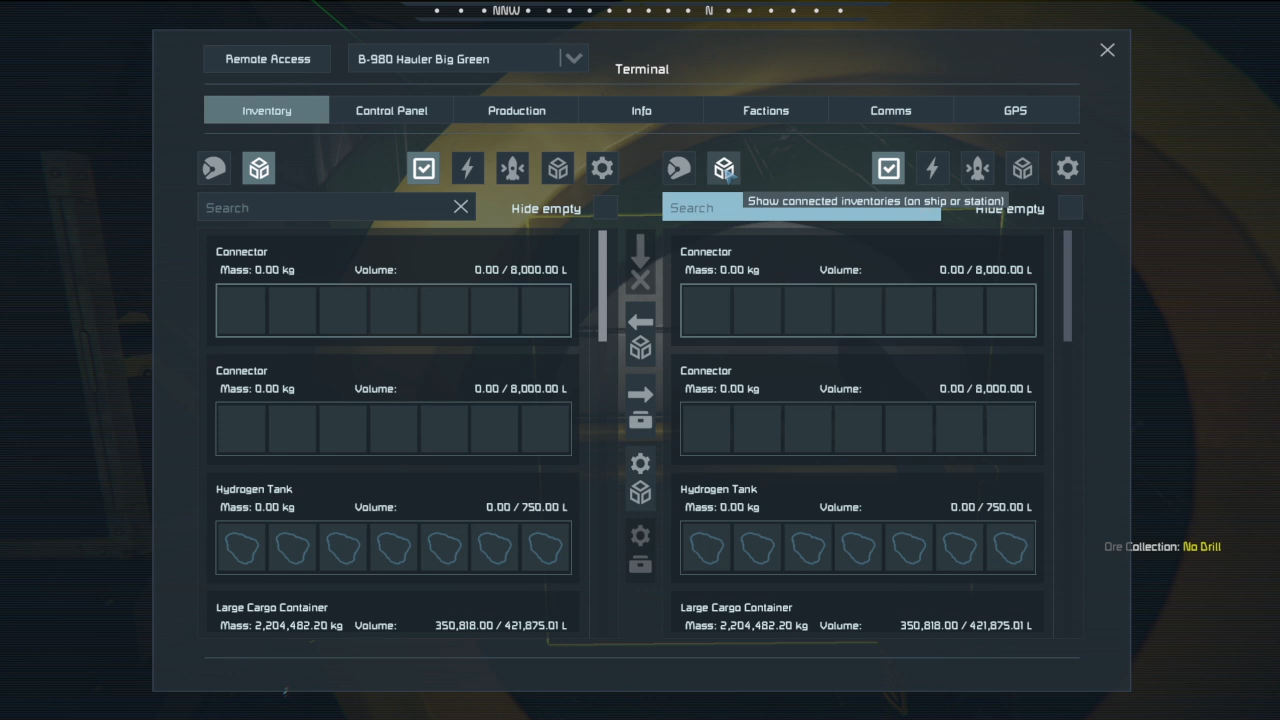 NNW N
Remote Access B-980 Hauler Big Green
Terminal
Inventory Control Panel Production Info Factions Comms GPS
Search Hide empty Search Show connected inventories (on ship or station) Hide empty
Connector Connector
Mass: 0.00 kg Volume: 0.00 / 8,000.00 L Mass: 0.00 kg Volume: 0.00 / 8,000.00 L
Connector Connector
Mass: 0.00 kg Volume: 0.00 / 8,000.00 L Mass: 0.00 kg Volume: 0.00 / 8,000.00 L
Hydrogen Tank Hydrogen Tank
Mass: 0.00 kg Volume: 0.00 / 750.00 L Mass: 0.00 kg Volume: 0.00 / 750.00 L
Ore Collection: No Drill
Large Cargo Container Large Cargo Container
Mass: 2,204,482.20 kg Volume: 350,818.00 / 421,875.01 L Mass: 2,204,482.20 kg Volume: 350,818.00 / 421,875.01 L